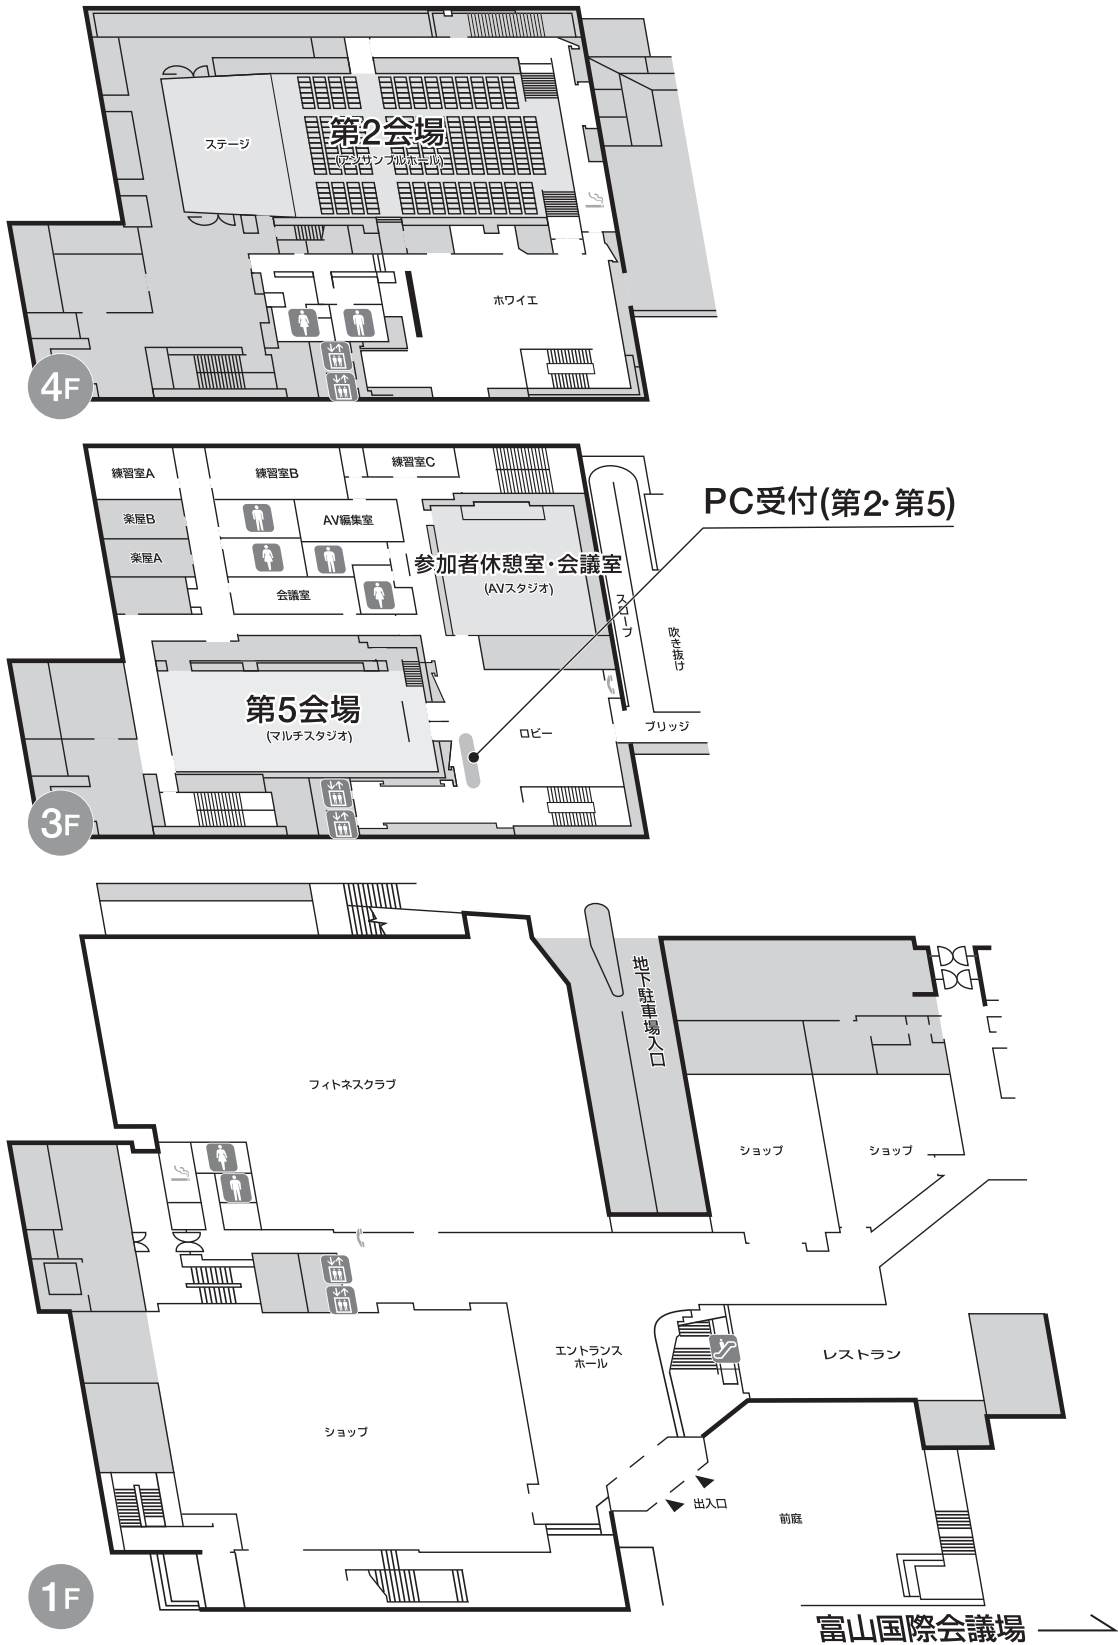 ステージ
第2会場
(アンサンブルホール)
ホワイエ
4F
練習室A
練習室B
練習室C
楽屋B
AV編集室
楽屋A
会議室
参加者休憩室・会議室
(AVスタジオ)
PC受付(第2・第5)
スロープ
吹き抜け
第5会場
(マルチスタジオ)
ロビー
ブリッジ
3F
地下駐車場入口
フィトネスクラブ
ショップ
ショップ
エントランス
ホール
レストラン
ショップ
出入口
前庭
1F
富山国際会議場